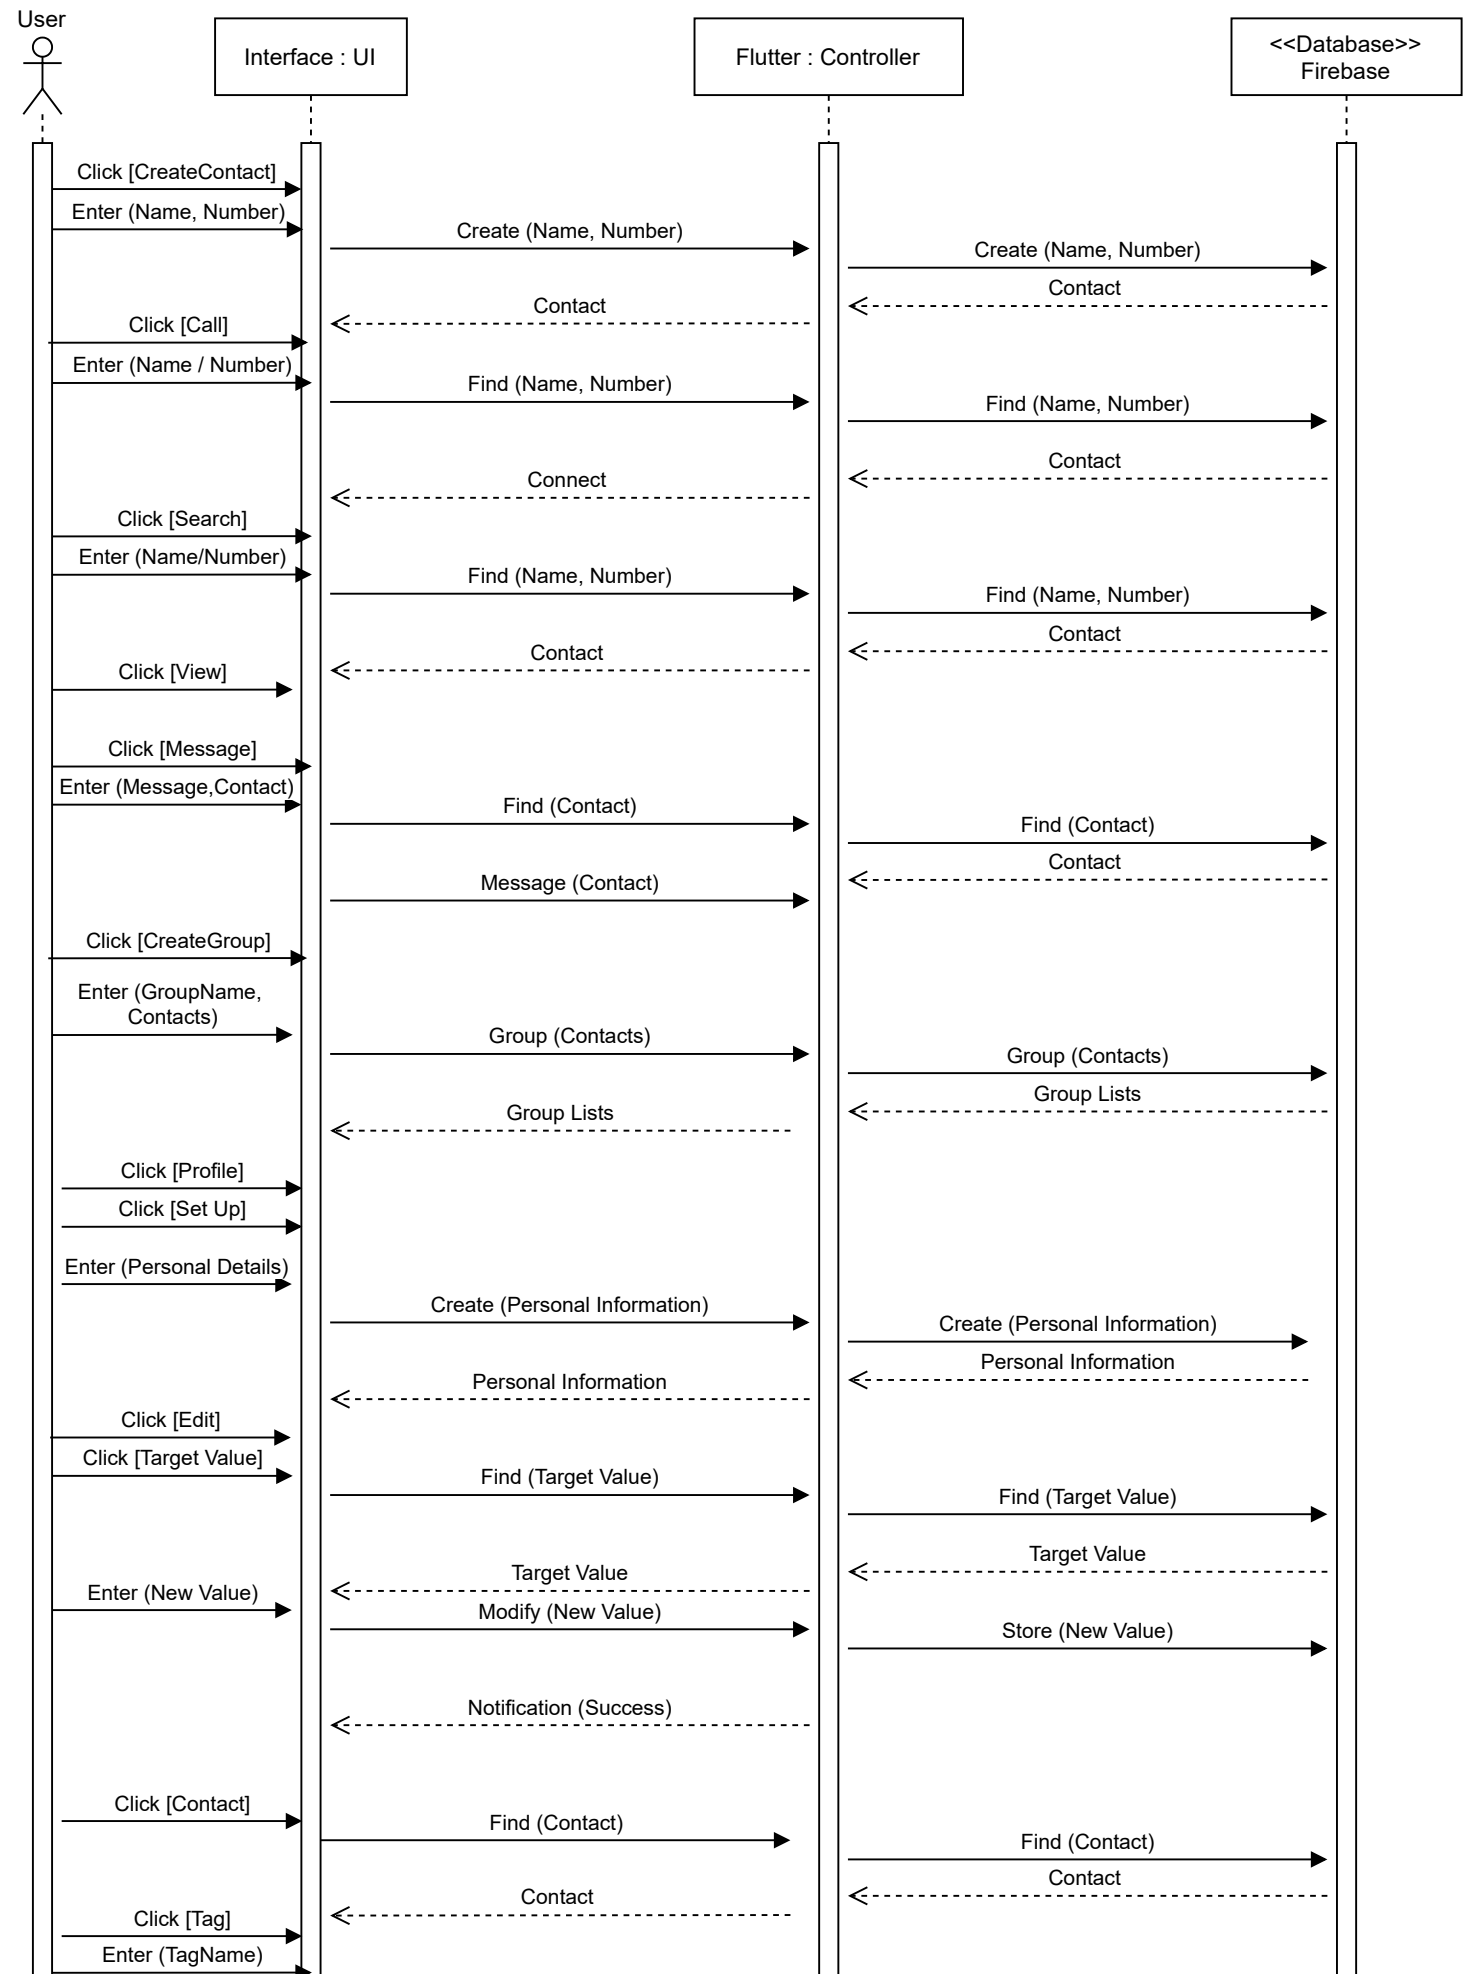 User
Interface : UI
Flutter : Controller
<<Database>>
Firebase
Click [CreateContact]
Enter (Name, Number)
Create (Name, Number)
Create (Name, Number)
Contact
Contact
Click [Call]
Enter (Name / Number)
Find (Name, Number)
Find (Name, Number)
Contact
Connect
Click [Search]
Enter (Name/Number)
Find (Name, Number)
Find (Name, Number)
Contact
Contact
Click [View]
Click [Message]
Enter (Message,Contact)
Find (Contact)
Find (Contact)
Contact
Message (Contact)
Click [CreateGroup]
Enter (GroupName,
Contacts)
Group (Contacts)
Group (Contacts)
Group Lists
Group Lists
Click [Profile]
Click [Set Up]
Enter (Personal Details)
Create (Personal Information)
Create (Personal Information)
Personal Information
Personal Information
Click [Edit]
Click [Target Value]
Find (Target Value)
Find (Target Value)
Target Value
Target Value
Enter (New Value)
Modify (New Value)
Store (New Value)
Notification (Success)
Click [Contact]
Find (Contact)
Find (Contact)
Contact
Contact
Click [Tag]
Enter (TagName)